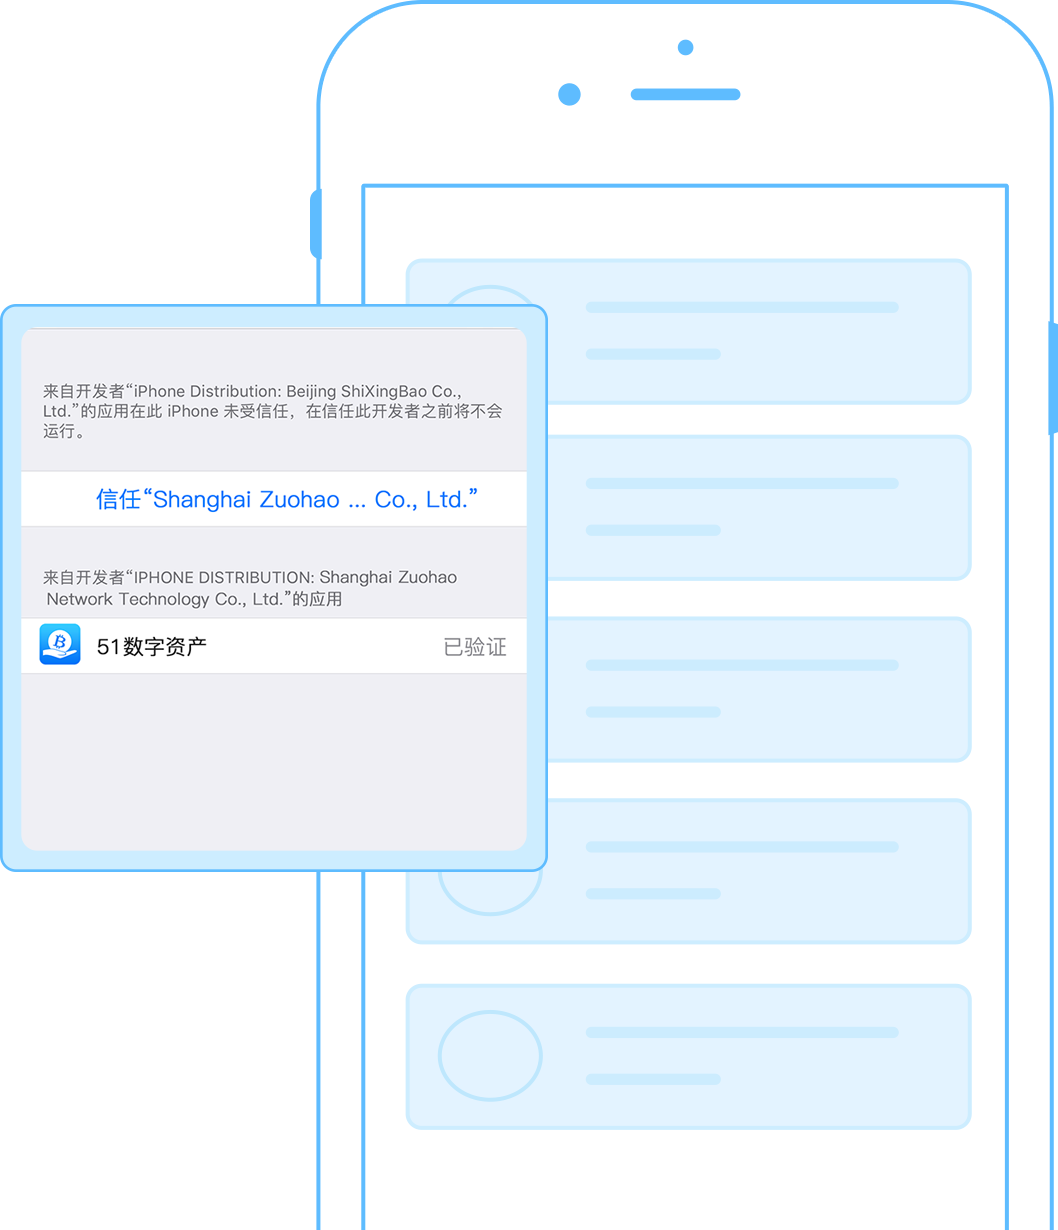 来自开发者“iPhone Distribution: Beijing ShiXingBao Co.,
Ltd.”的应用在此 iPhone 未受信任，在信任此开发者之前将不会
运行。
信任“Shanghai Zuohao ... Co., Ltd.”
来自开发者“IPHONE DISTRIBUTION: Shanghai Zuohao
Network Technology Co., Ltd.”的应用
51数字资产 已验证